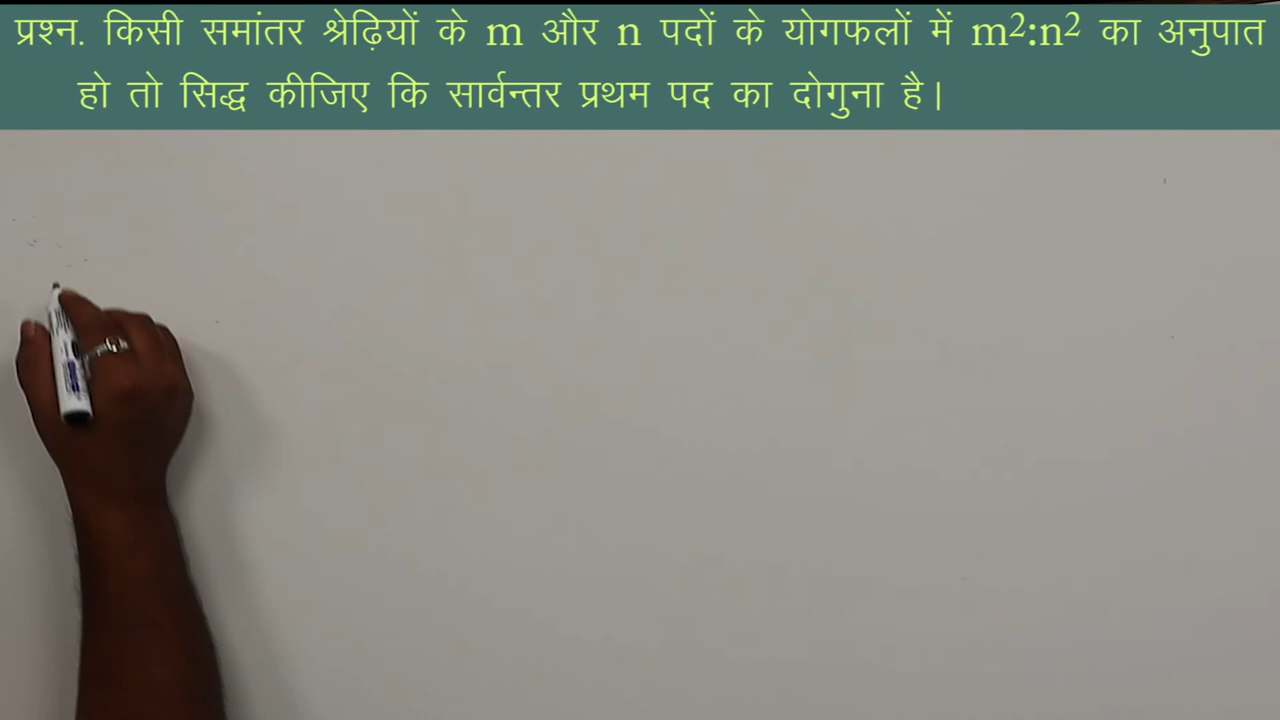 प्रश्न. किसी समांतर श्रेढ़ियों के m और n पदों के योगफलों में m²:n² का अनुपात
हो तो सिद्ध कीजिए कि सार्वन्तर प्रथम पद का दोगुना है।